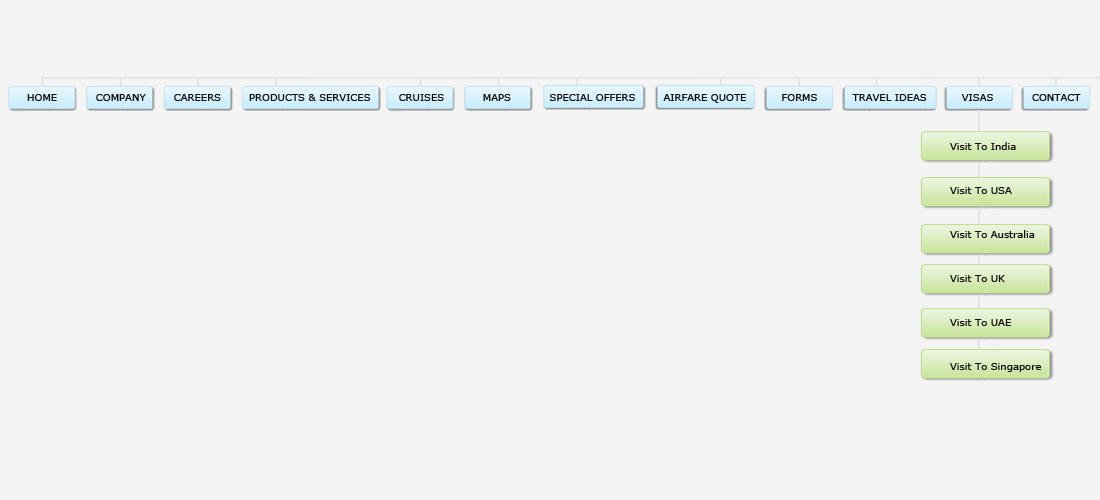 HOME COMPANY CAREERS PRODUCTS & SERVICES CRUISES MAPS SPECIAL OFFERS AIRFARE QUOTE FORMS TRAVEL IDEAS VISAS CONTACT
Visit To India
Visit To USA
Visit To Australia
Visit To UK
Visit To UAE
Visit To Singapore